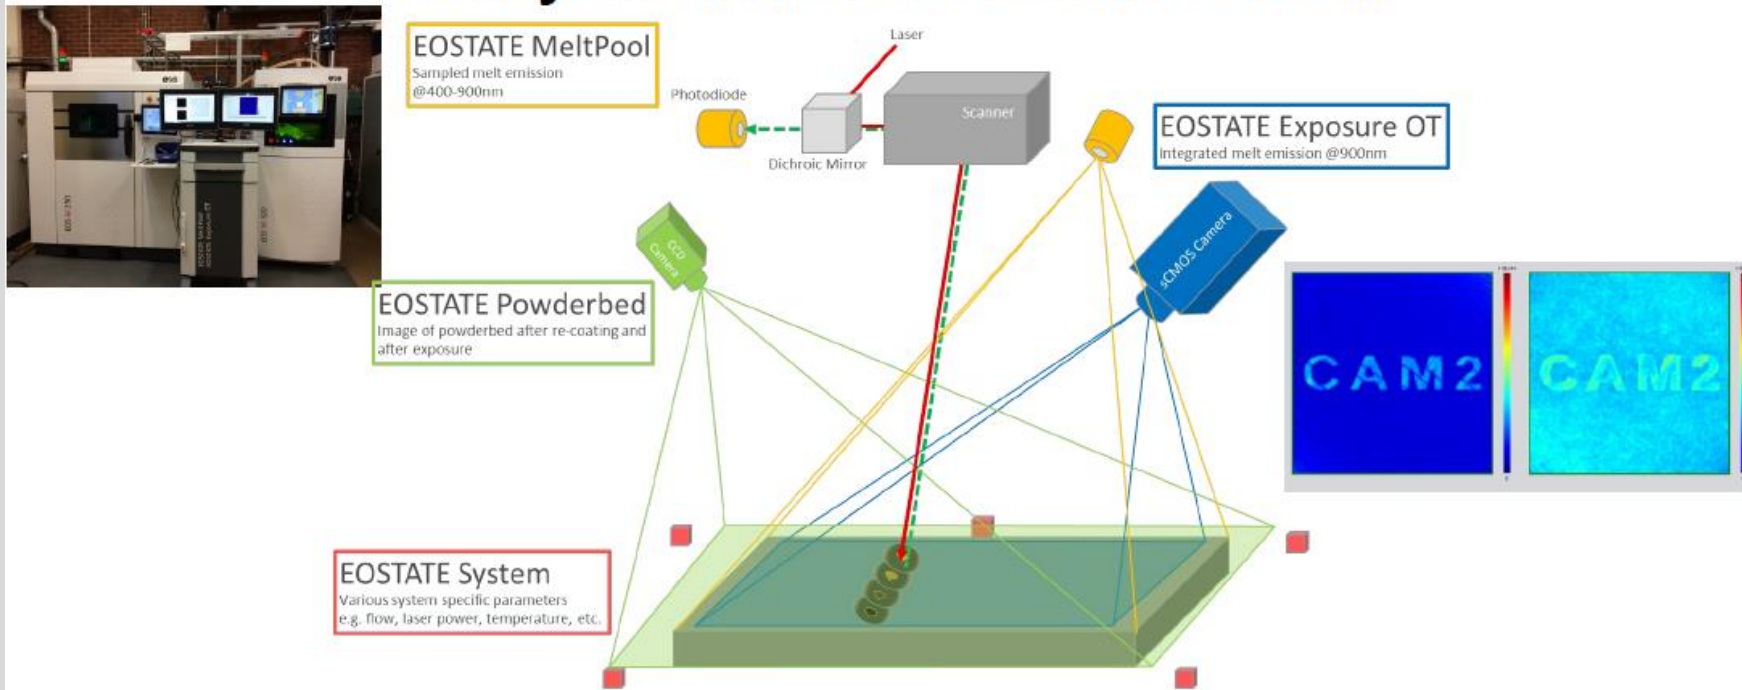 EOSTATE MeltPool
Sampled melt emission
@400-900nm
Laser
Photodiode
Scanner
Dichroic Mirror
EOSTATE Exposure OT
Integrated melt emission @900nm
CCD
Camera
sCMOS Camera
EOSTATE Powderbed
Image of powderbed after re-coating and
after exposure
CAM2
CAM2
EOSTATE System
Various system specific parameters
e.g. flow, laser power, temperature, etc.